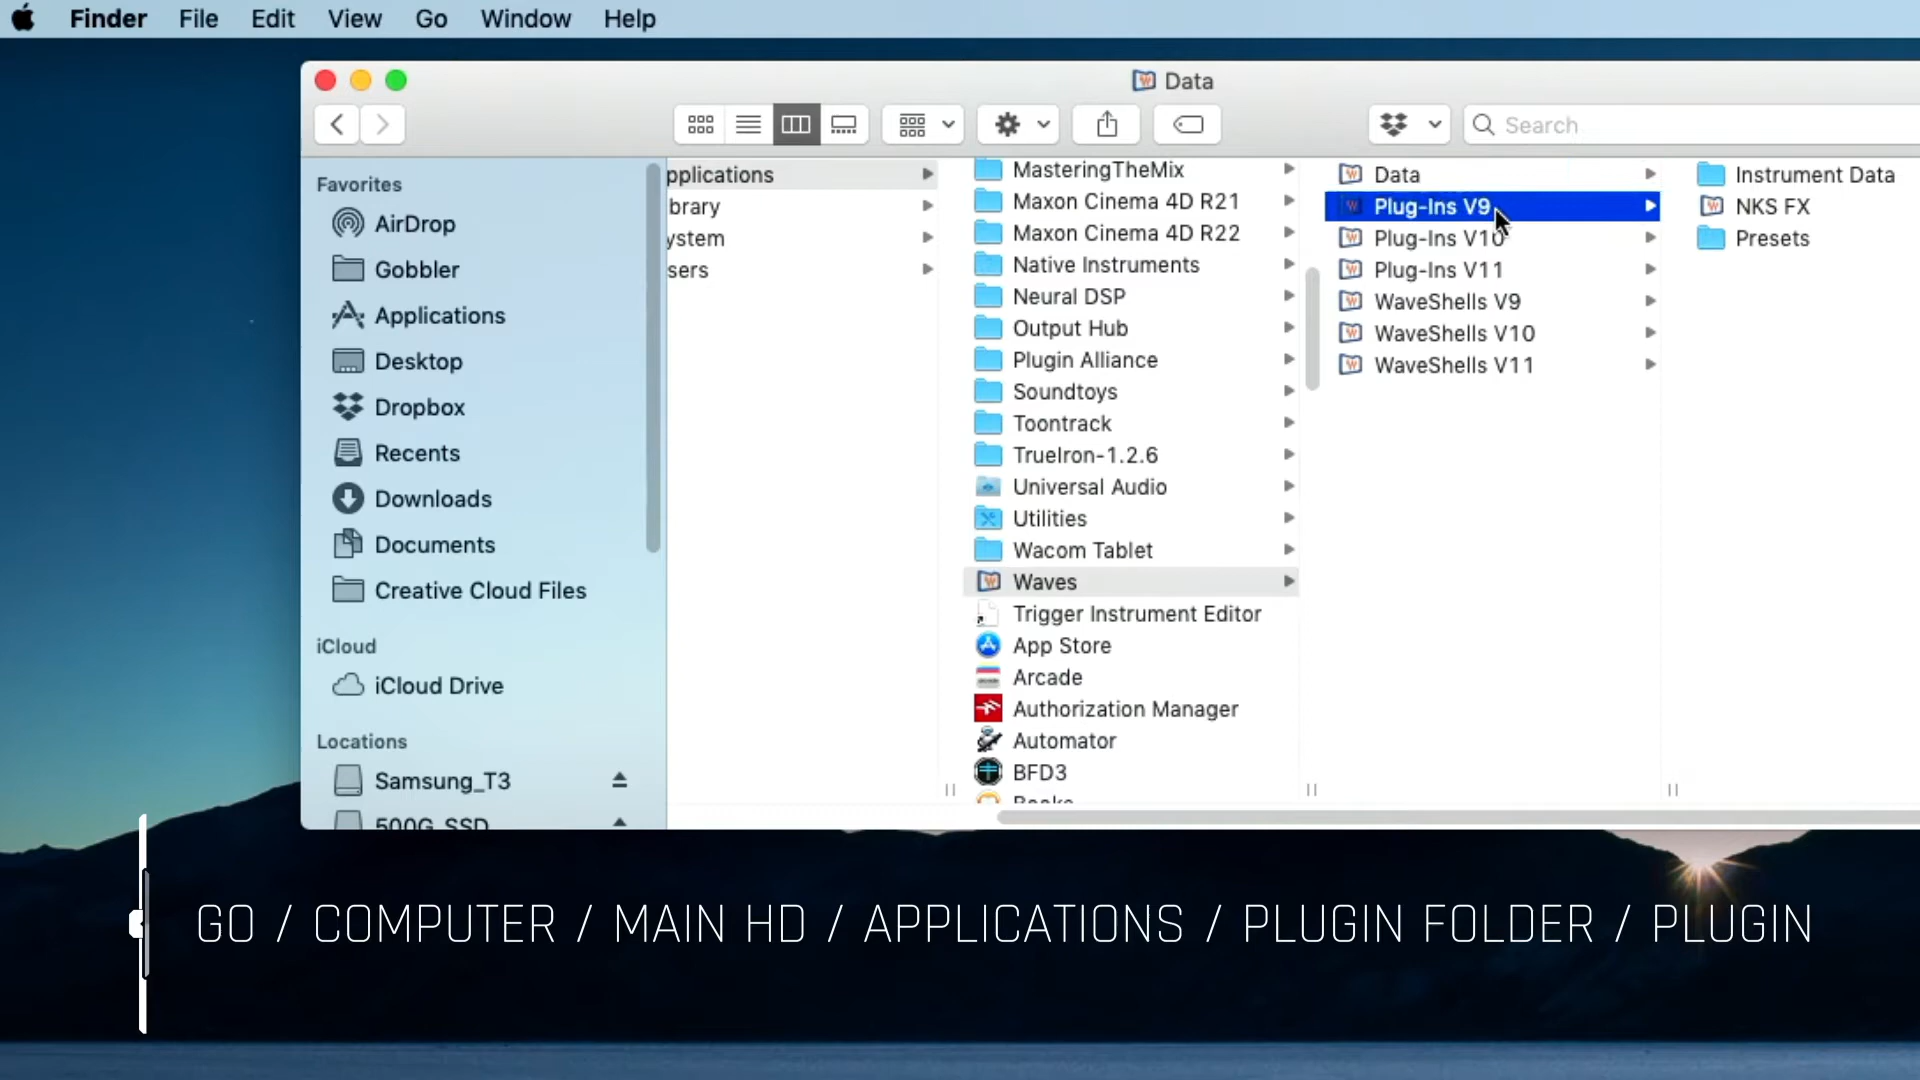 Finder File Edit View Go Window Help
Data
Search
Favorites
AirDrop
Gobbler
Applications
Desktop
Dropbox
Recents
Downloads
Documents
Creative Cloud Files
iCloud
iCloud Drive
Locations
Samsung_T3
500G_SSD
pplications
brary
ystem
sers
MasteringTheMix
Maxon Cinema 4D R21
Maxon Cinema 4D R22
Native Instruments
Neural DSP
Output Hub
Plugin Alliance
Soundtoys
Toontrack
TrueIron-1.2.6
Universal Audio
Utilities
Wacom Tablet
Waves
Trigger Instrument Editor
App Store
Arcade
Authorization Manager
Automator
BFD3
Books
Data
Plug-Ins V9
Plug-Ins V10
Plug-Ins V11
WaveShells V9
WaveShells V10
WaveShells V11
Instrument Data
NKS FX
Presets
GO / COMPUTER / MAIN HD / APPLICATIONS / PLUGIN FOLDER / PLUGIN